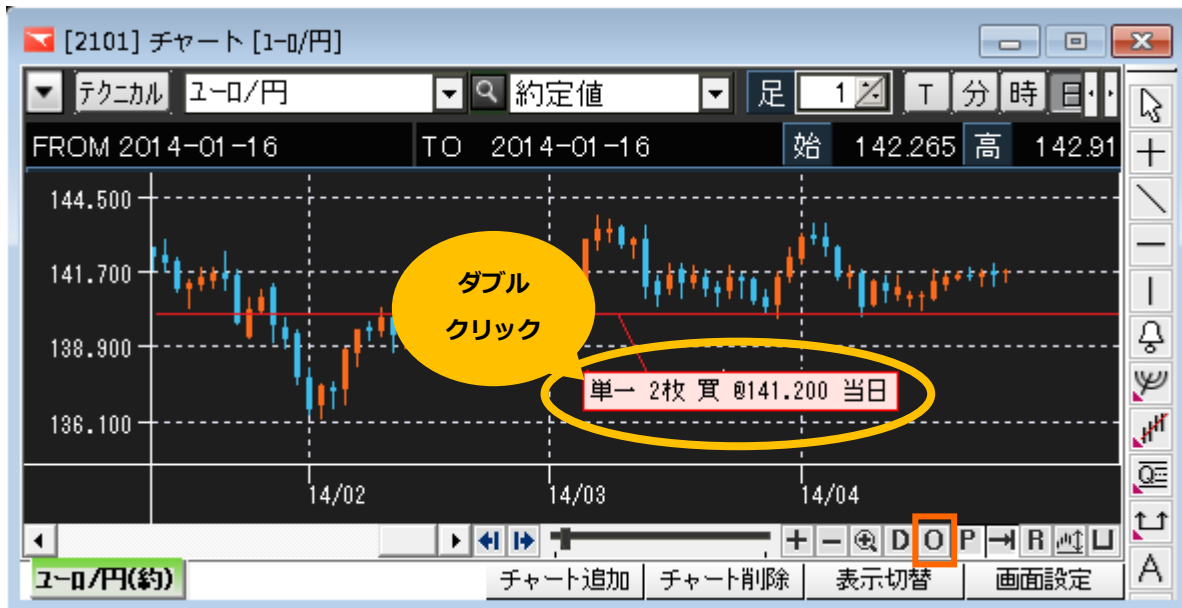 [2101] チャート [ﾕｰﾛ/円]
テクニカル ﾕｰﾛ/円 約定値 足 1 T 分 時 日
FROM 2014-01-16 TO 2014-01-16 始 142.265 高 142.91
144.500
141.700
138.900
136.100
ダブル
クリック
単一 2枚 買 @141.200 当日
14/02 14/03 14/04
D O P R
ﾕｰﾛ/円(約) チャート追加 チャート削除 表示切替 画面設定
A